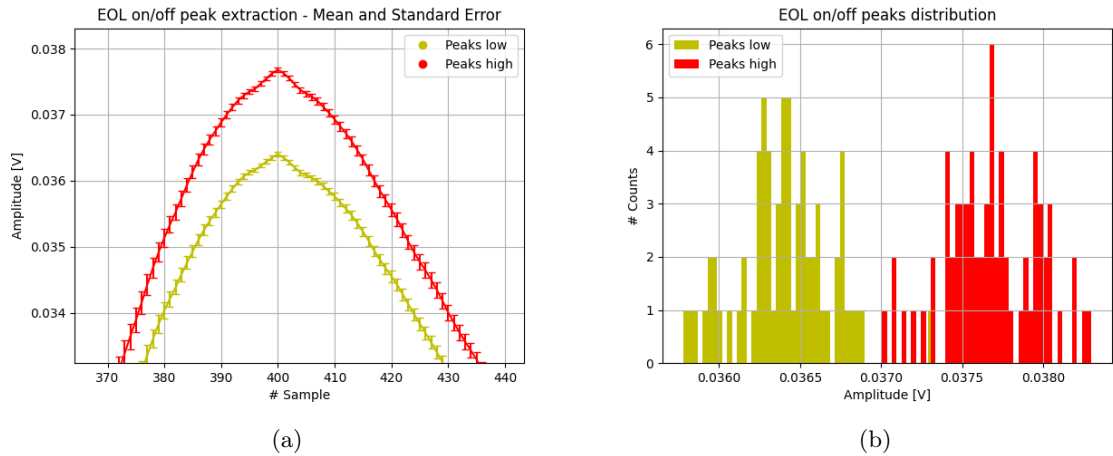 EOL on/off peak extraction - Mean and Standard Error
Peaks low
Peaks high
0.038
0.037
0.036
0.035
0.034
Amplitude [V]
370 380 390 400 410 420 430 440
# Sample
(a)
EOL on/off peaks distribution
Peaks low
Peaks high
6
5
4
3
2
1
0
# Counts
0.0360 0.0365 0.0370 0.0375 0.0380
Amplitude [V]
(b)